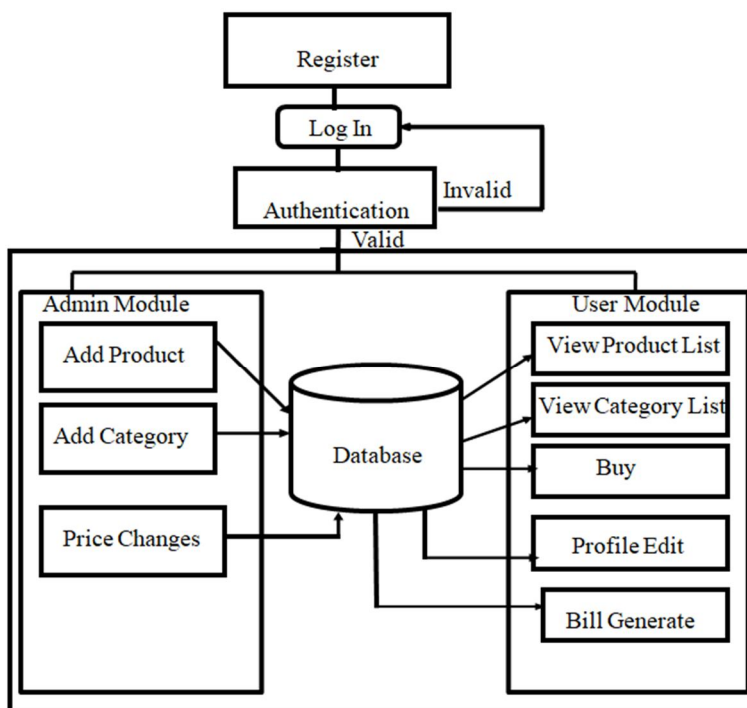 Register
Log In
Invalid
Authentication
Valid
Admin Module
User Module
Add Product
View Product List
Add Category
View Category List
Database
Buy
Price Changes
Profile Edit
Bill Generate